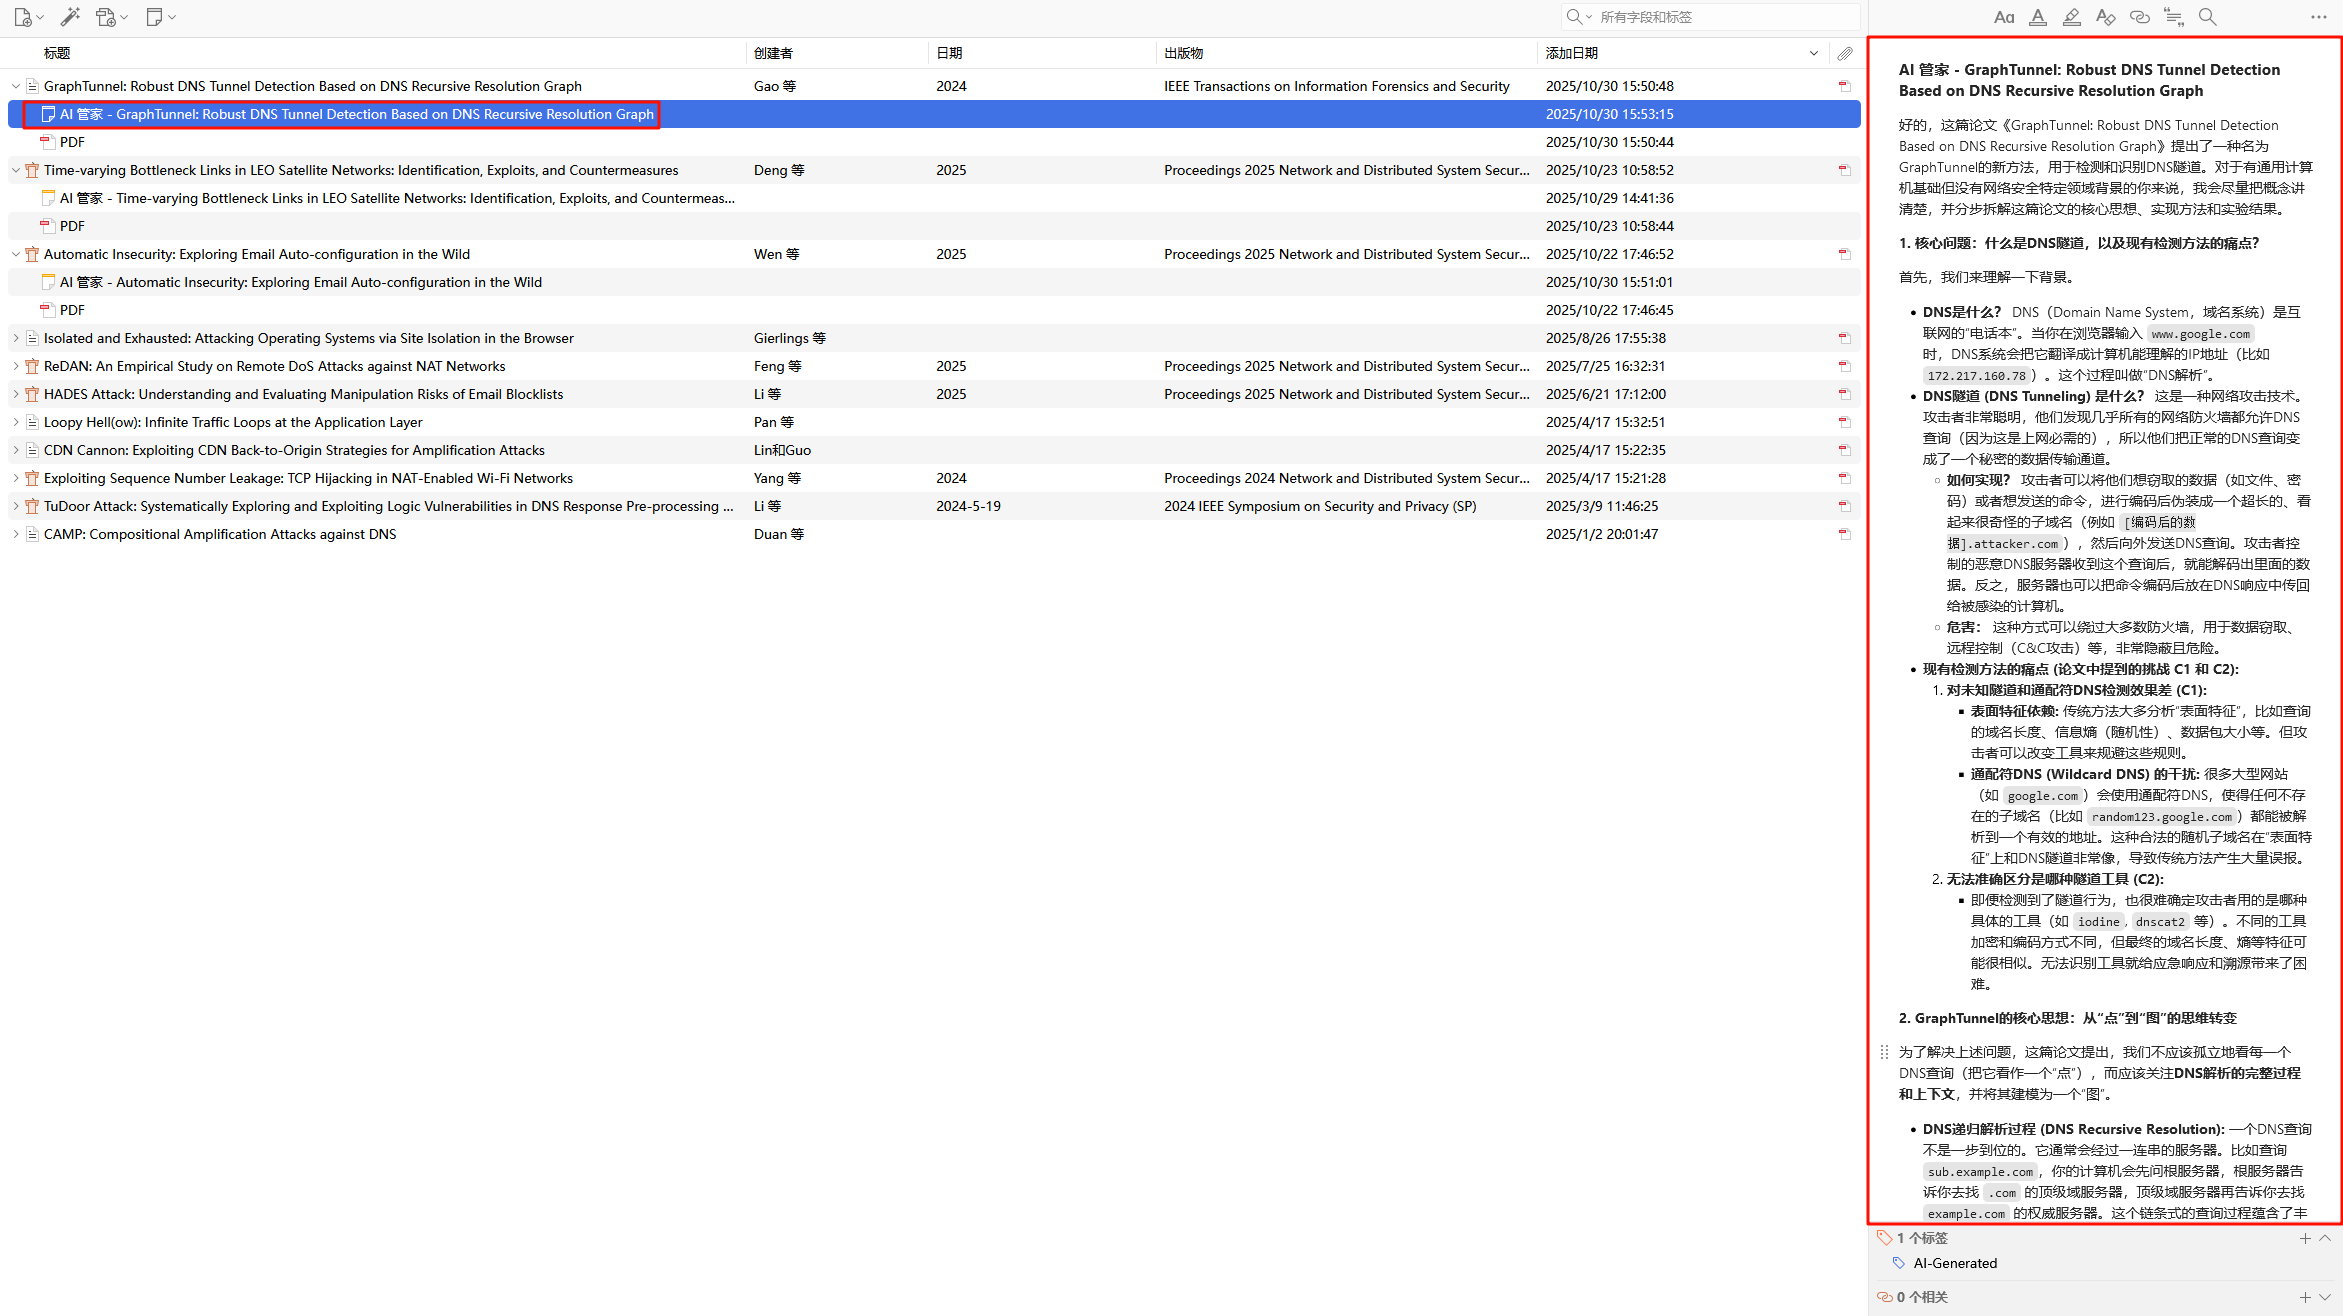 所有字段和标签
标题 创建者 日期 出版物 添加日期
GraphTunnel: Robust DNS Tunnel Detection Based on DNS Recursive Resolution Graph Gao 等 2024 IEEE Transactions on Information Forensics and Security 2025/10/30 15:50:48
AI 管家 - GraphTunnel: Robust DNS Tunnel Detection Based on DNS Recursive Resolution Graph 2025/10/30 15:53:15
PDF 2025/10/30 15:50:44
Time-varying Bottleneck Links in LEO Satellite Networks: Identification, Exploits, and Countermeasures Deng 等 2025 Proceedings 2025 Network and Distributed System Secur... 2025/10/23 10:58:52
AI 管家 - Time-varying Bottleneck Links in LEO Satellite Networks: Identification, Exploits, and Countermeas... 2025/10/29 14:41:36
PDF 2025/10/23 10:58:44
Automatic Insecurity: Exploring Email Auto-configuration in the Wild Wen 等 2025 Proceedings 2025 Network and Distributed System Secur... 2025/10/22 17:46:52
AI 管家 - Automatic Insecurity: Exploring Email Auto-configuration in the Wild 2025/10/30 15:51:01
PDF 2025/10/22 17:46:45
Isolated and Exhausted: Attacking Operating Systems via Site Isolation in the Browser Gierlings 等 2025/8/26 17:55:38
ReDAN: An Empirical Study on Remote DoS Attacks against NAT Networks Feng 等 2025 Proceedings 2025 Network and Distributed System Secur... 2025/7/25 16:32:31
HADES Attack: Understanding and Evaluating Manipulation Risks of Email Blocklists Li 等 2025 Proceedings 2025 Network and Distributed System Secur... 2025/6/21 17:12:00
Loopy Hell(ow): Infinite Traffic Loops at the Application Layer Pan 等 2025/4/17 15:32:51
CDN Cannon: Exploiting CDN Back-to-Origin Strategies for Amplification Attacks Lin和Guo 2025/4/17 15:22:35
Exploiting Sequence Number Leakage: TCP Hijacking in NAT-Enabled Wi-Fi Networks Yang 等 2024 Proceedings 2024 Network and Distributed System Secur... 2025/4/17 15:21:28
TuDoor Attack: Systematically Exploring and Exploiting Logic Vulnerabilities in DNS Response Pre-processing ... Li 等 2024-5-19 2024 IEEE Symposium on Security and Privacy (SP) 2025/3/9 11:46:25
CAMP: Compositional Amplification Attacks against DNS Duan 等 2025/1/2 20:01:47
Aa A
AI 管家 - GraphTunnel: Robust DNS Tunnel Detection
Based on DNS Recursive Resolution Graph
好的，这篇论文《GraphTunnel: Robust DNS Tunnel Detection
Based on DNS Recursive Resolution Graph》提出了一种名为
GraphTunnel的新方法，用于检测和识别DNS隧道。对于有通用计算
机基础但没有网络安全特定领域背景的你来说，我会尽量把概念讲
清楚，并分步拆解这篇论文的核心思想、实现方法和实验结果。
1. 核心问题：什么是DNS隧道，以及现有检测方法的痛点？
首先，我们来理解一下背景。
• DNS是什么？ DNS（Domain Name System，域名系统）是互
联网的“电话本”。当你在浏览器输入 www.google.com
时，DNS系统会把它翻译成计算机能理解的IP地址（比如
172.217.160.78）。这个过程叫做“DNS解析”。
• DNS隧道 (DNS Tunneling) 是什么？ 这是一种网络攻击技术。
攻击者非常聪明，他们发现几乎所有的网络防火墙都允许DNS
查询（因为这是上网必需的），所以他们把正常的DNS查询变
成了一个秘密的数据传输通道。
◦ 如何实现？ 攻击者可以将他们想窃取的数据（如文件、密
码）或者想发送的命令，进行编码后伪装成一个超长的、看
起来很奇怪的子域名（例如 [编码后的数
据].attacker.com），然后向外发送DNS查询。攻击者控
制的恶意DNS服务器收到这个查询后，就能解码出里面的数
据。反之，服务器也可以把命令编码后放在DNS响应中传回
给被感染的计算机。
◦ 危害： 这种方式可以绕过大多数防火墙，用于数据窃取、
远程控制（C&C攻击）等，非常隐蔽且危险。
• 现有检测方法的痛点 (论文中提到的挑战 C1 和 C2):
1. 对未知隧道和通配符DNS检测效果差 (C1):
▪ 表面特征依赖: 传统方法大多分析“表面特征”，比如查询
的域名长度、信息熵（随机性）、数据包大小等。但攻
击者可以改变工具来规避这些规则。
▪ 通配符DNS (Wildcard DNS) 的干扰: 很多大型网站
（如 google.com）会使用通配符DNS，使得任何不存
在的子域名（比如 random123.google.com）都能被解
析到一个有效的地址。这种合法的随机子域名在“表面特
征”上和DNS隧道非常像，导致传统方法产生大量误报。
2. 无法准确区分是哪种隧道工具 (C2):
▪ 即便检测到了隧道行为，也很难确定攻击者用的是哪种
具体的工具（如 iodine, dnscat2 等）。不同的工具
加密和编码方式不同，但最终的域名长度、熵等特征可
能很相似。无法识别工具就给应急响应和溯源带来了困
难。
2. GraphTunnel的核心思想：从“点”到“图”的思维转变
为了解决上述问题，这篇论文提出，我们不应该孤立地看每一个
DNS查询（把它看作一个“点”），而应该关注DNS解析的完整过程
和上下文，并将其建模为一个“图”。
• DNS递归解析过程 (DNS Recursive Resolution): 一个DNS查询
不是一步到位的。它通常会经过一连串的服务器。比如查询
sub.example.com，你的计算机会先问根服务器，根服务器告
诉你去找 .com 的顶级域服务器，顶级域服务器再告诉你去找
example.com 的权威服务器。这个链条式的查询过程蕴含了丰
1 个标签
AI-Generated
0 个相关